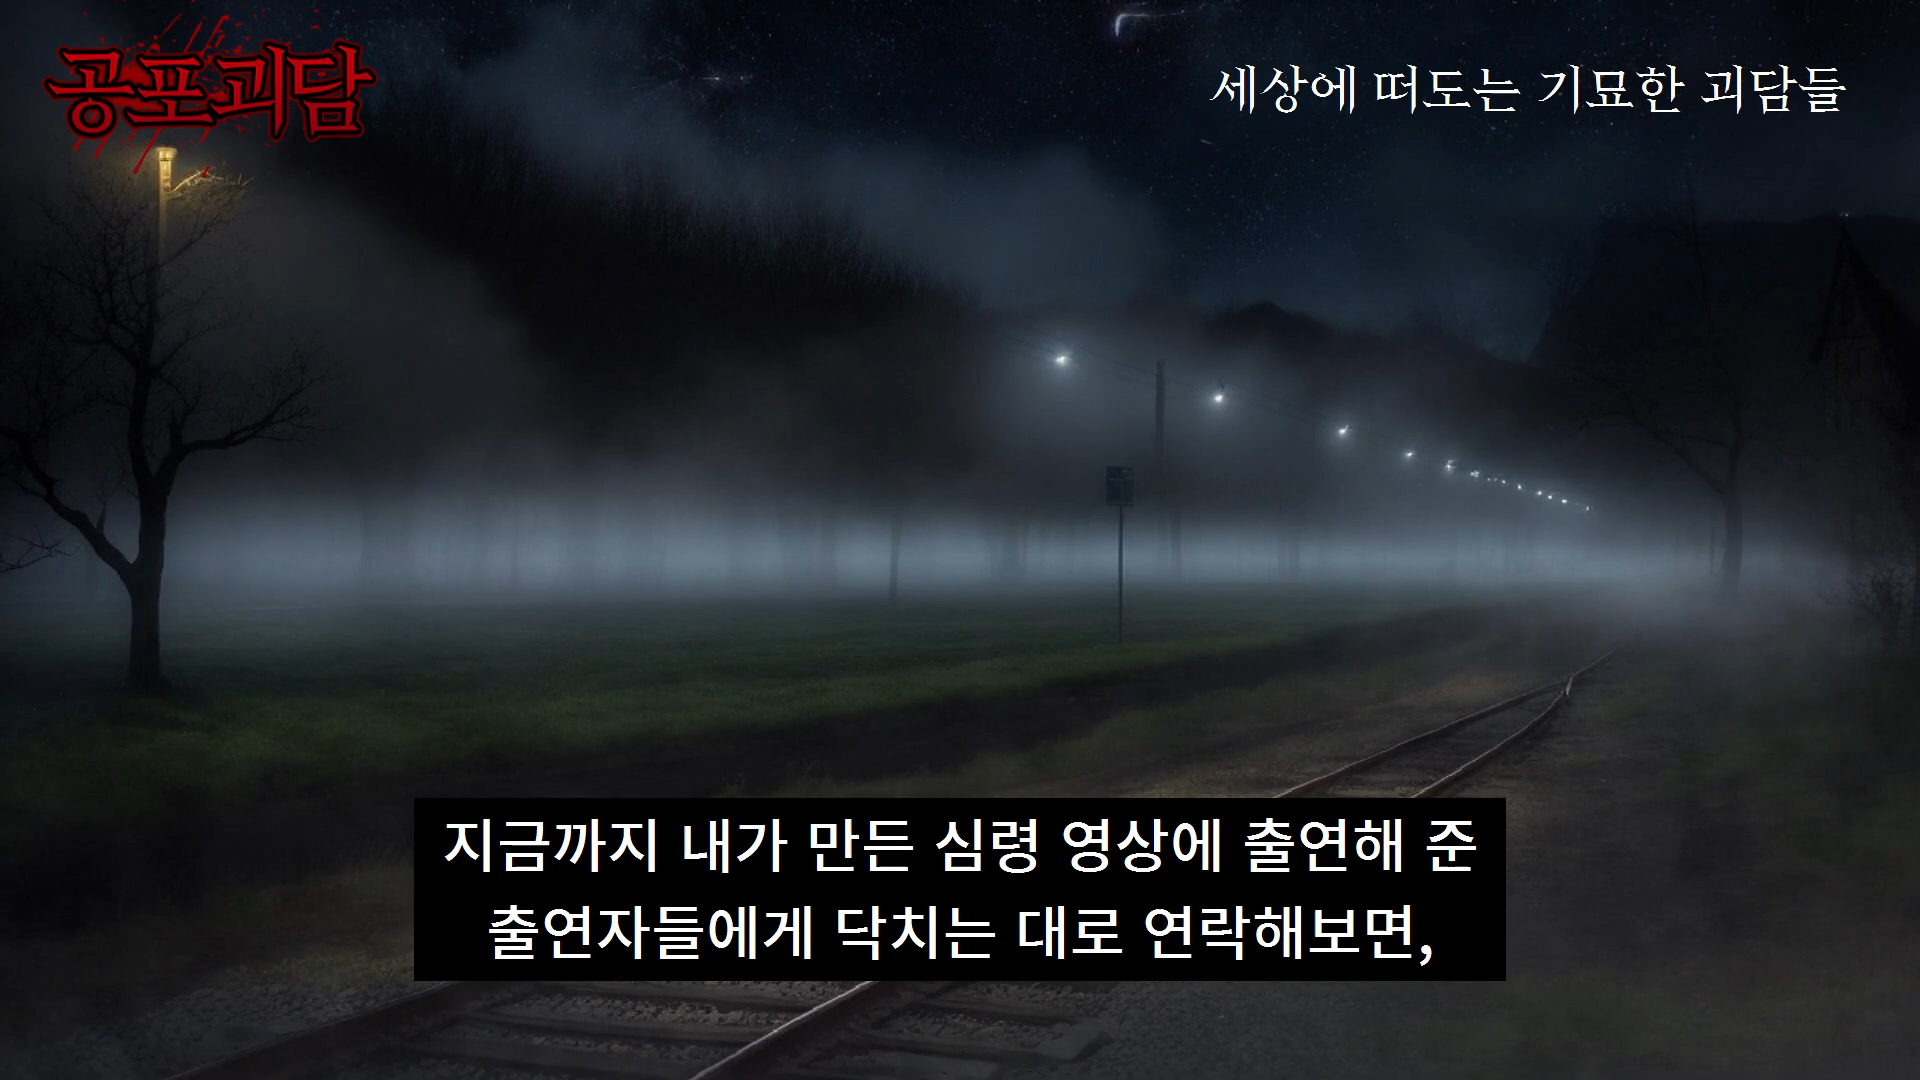 공포괴담
세상에 떠도는 기묘한 괴담들
지금까지 내가 만든 심령 영상에 출연해 준
출연자들에게 닥치는 대로 연락해보면,